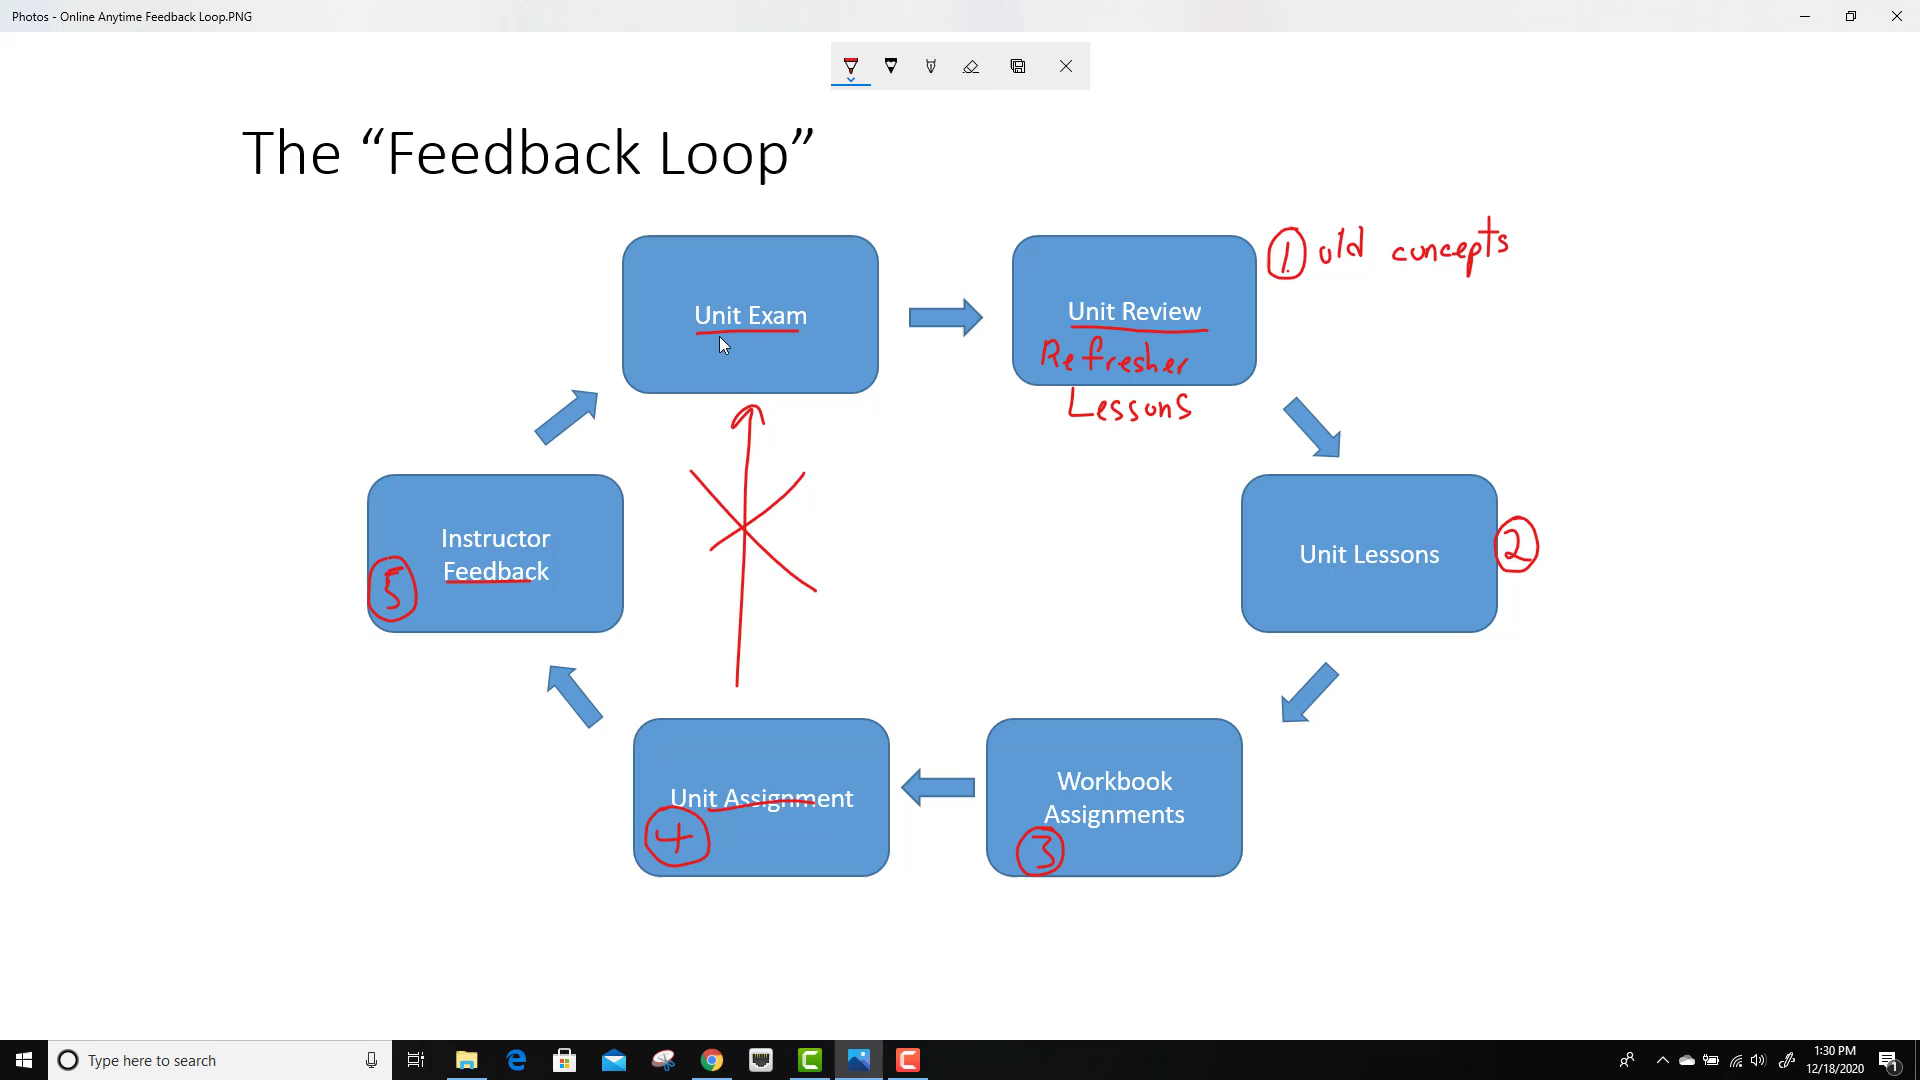 Photos - Online Anytime Feedback Loop.PNG
The “Feedback Loop”
Unit Exam
Unit Review
Refresher
Lessons
1. old concepts
Instructor
Feedback
5
Unit Lessons
2
Unit Assignment
4
Workbook
Assignments
3
Type here to search
1:30 PM
12/18/2020
1